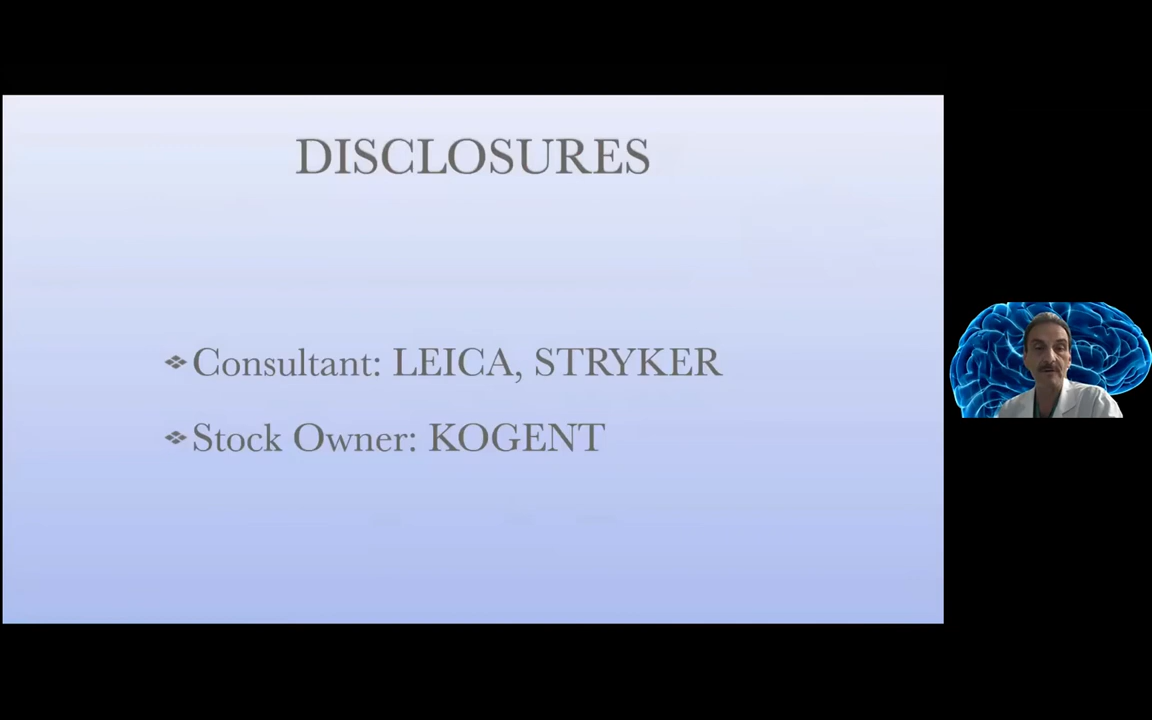 DISCLOSURES
❖Consultant: LEICA, STRYKER
❖Stock Owner: KOGENT